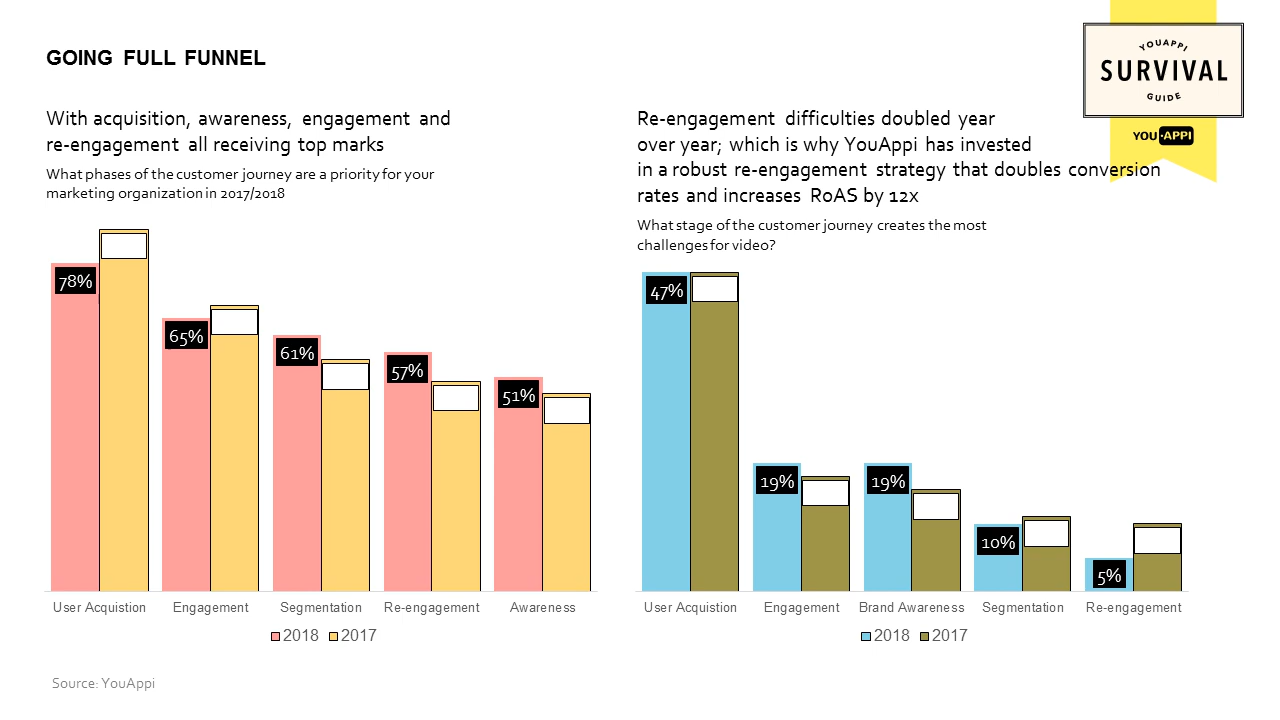 GOING FULL FUNNEL
YOUAPPI
SURVIVAL
GUIDE
YOU APPI
With acquisition, awareness, engagement and
re-engagement all receiving top marks
What phases of the customer journey are a priority for your
marketing organization in 2017/2018
78%
65%
61%
57%
51%
User Acquistion
Engagement
Segmentation
Re-engagement
Awareness
2018
2017
Re-engagement difficulties doubled year
over year; which is why YouAppi has invested
in a robust re-engagement strategy that doubles conversion
rates and increases RoAS by 12x
What stage of the customer journey creates the most
challenges for video?
47%
19%
19%
10%
5%
User Acquistion
Engagement
Brand Awareness
Segmentation
Re-engagement
2018
2017
Source: YouAppi